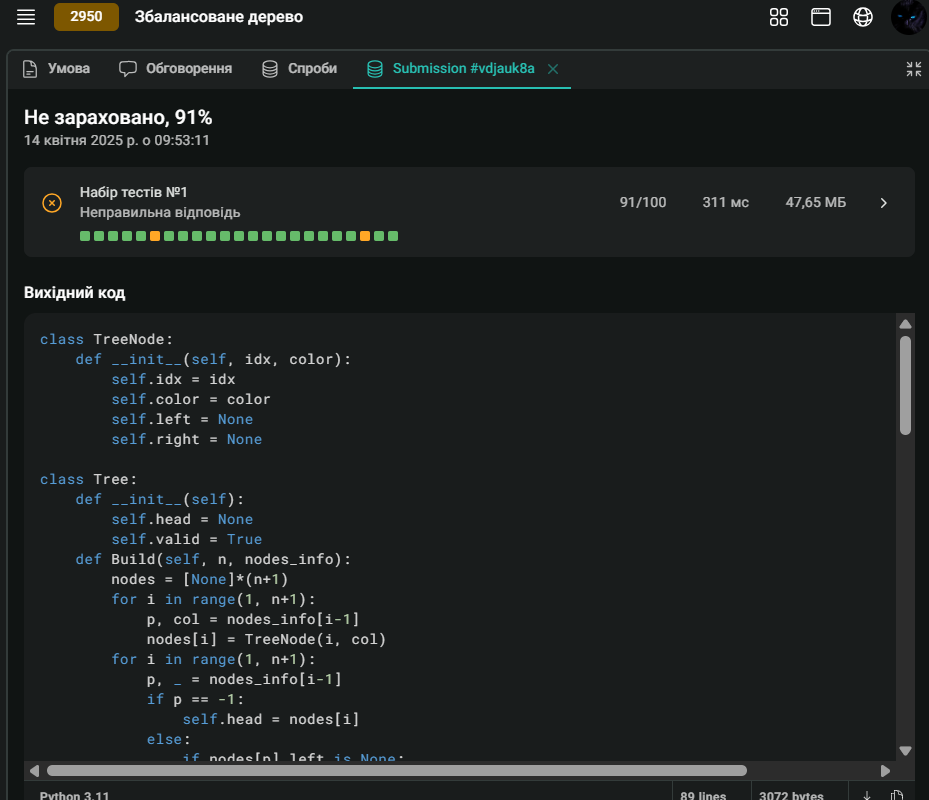 2950 Збалансоване дерево
Умова Обговорення Спроби Submission #vdjauk8a
Не зараховано, 91%
14 квітня 2025 р. о 09:53:11
Набір тестів №1
Неправильна відповідь
91/100 311 мс 47,65 МБ
Вихідний код
class TreeNode:
    def __init__(self, idx, color):
        self.idx = idx
        self.color = color
        self.left = None
        self.right = None
class Tree:
    def __init__(self):
        self.head = None
        self.valid = True
    def Build(self, n, nodes_info):
        nodes = [None]*(n+1)
        for i in range(1, n+1):
            p, col = nodes_info[i-1]
            nodes[i] = TreeNode(i, col)
        for i in range(1, n+1):
            p, _ = nodes_info[i-1]
            if p == -1:
                self.head = nodes[i]
            else:
                if nodes[p].left is None:
Python 3.11 89 lines 3072 bytes